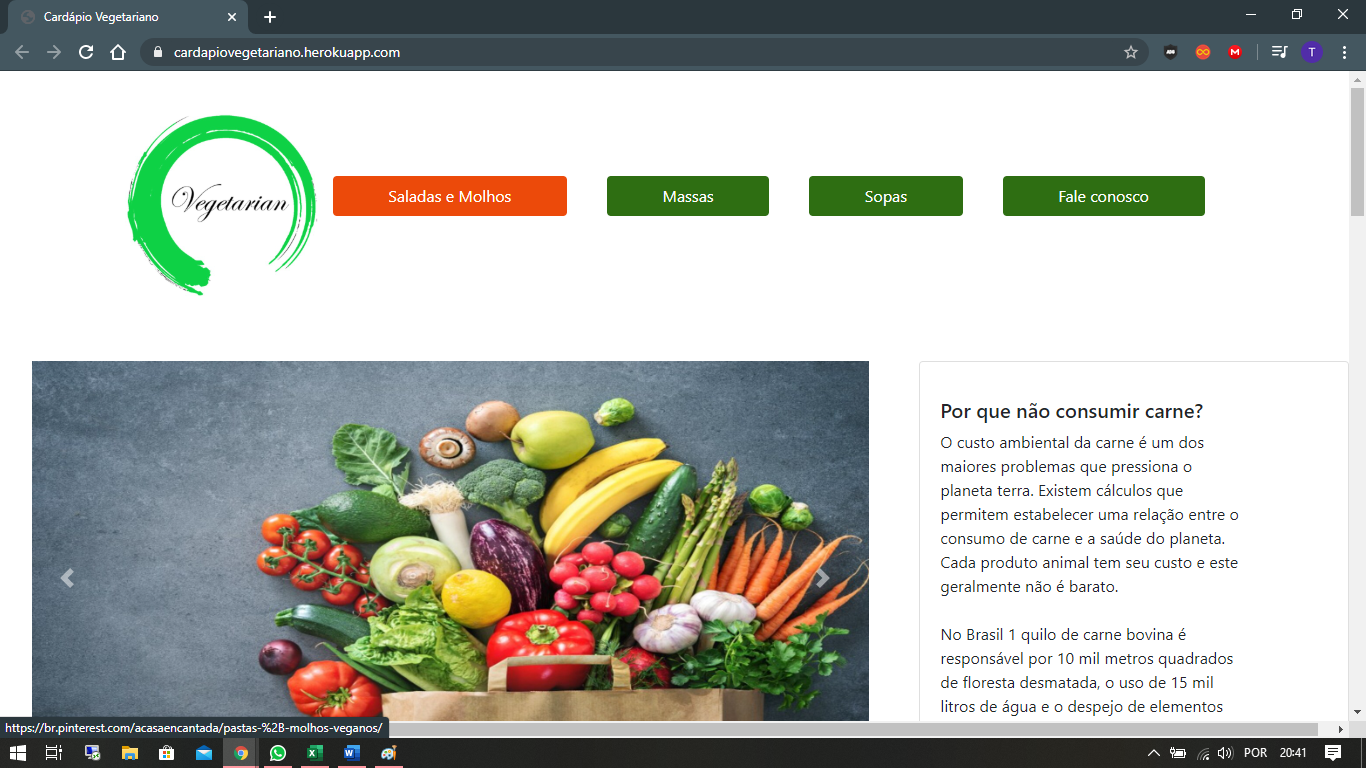 Cardápio Vegetariano
cardapiovegetariano.herokuapp.com
T
Vegetarian
Saladas e Molhos
Massas
Sopas
Fale conosco
Por que não consumir carne?
O custo ambiental da carne é um dos
maiores problemas que pressiona o
planeta terra. Existem cálculos que
permitem estabelecer uma relação entre o
consumo de carne e a saúde do planeta.
Cada produto animal tem seu custo e este
geralmente não é barato.
No Brasil 1 quilo de carne bovina é
responsável por 10 mil metros quadrados
de floresta desmatada, o uso de 15 mil
litros de água e o despejo de elementos
https://br.pinterest.com/acasaencantada/pastas-%2B-molhos-veganos/
POR
20:41